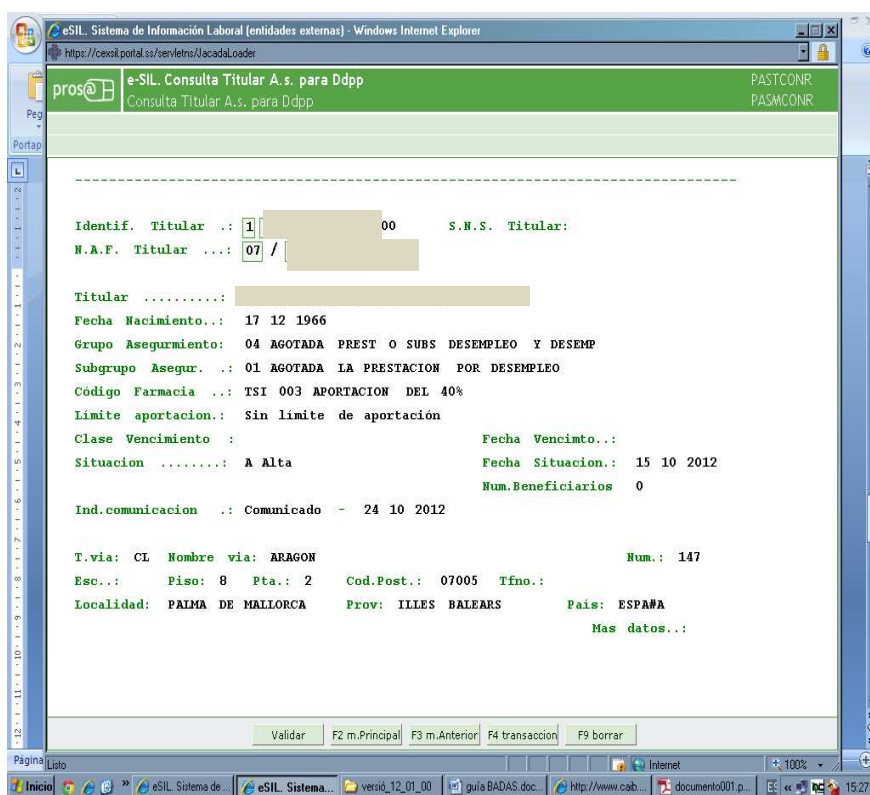 eSIL. Sistema de Información Laboral (entidades externas) - Windows Internet Explorer
https://cexsil.portal.ss/servletns/JacadaLoader
pros@ e-SIL. Consulta Titular A.s. para Ddpp PASTCONR
Consulta Titular A.s. para Ddpp PASMCONR
Peg
Portap
Identif. Titular .: 1 00 S.N.S. Titular:
N.A.F. Titular ...: 07 /
Titular ..........:
Fecha Nacimiento..: 17 12 1966
Grupo Asegurmiento: 04 AGOTADA PREST O SUBS DESEMPLEO Y DESEMP
Subgrupo Asegur. .: 01 AGOTADA LA PRESTACION POR DESEMPLEO
Código Farmacia ..: TSI 003 APORTACION DEL 40%
Límite aportacion.: Sin límite de aportación
Clase Vencimiento : Fecha Vencimto..:
Situacion ........: A Alta Fecha Situacion.: 15 10 2012
Num.Beneficiarios 0
Ind.comunicacion .: Comunicado - 24 10 2012
T.via: CL Nombre via: ARAGON Num.: 147
Esc..: Piso: 8 Pta.: 2 Cod.Post.: 07005 Tfno.:
Localidad: PALMA DE MALLORCA Prov: ILLES BALEARS País: ESPA#A
Mas datos..:
Validar F2 m.Principal F3 m.Anterior F4 transaccion F9 borrar
Página Listo Internet 100%
Inicio » eSIL. Sistema de ... eSIL. Sistema... versió_12_01_00 guía BADAS.doc... http://www.caib.... documento001.p... « 15:27